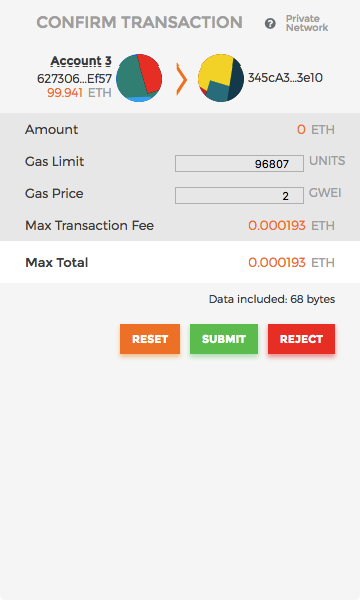 CONFIRM TRANSACTION ? Private Network
Account 3
627306...Ef57
345cA3...3e10
99.941 ETH
Amount 0 ETH
Gas Limit 96807 UNITS
Gas Price 2 GWEI
Max Transaction Fee 0.000193 ETH
Max Total 0.000193 ETH
Data included: 68 bytes
RESET SUBMIT REJECT